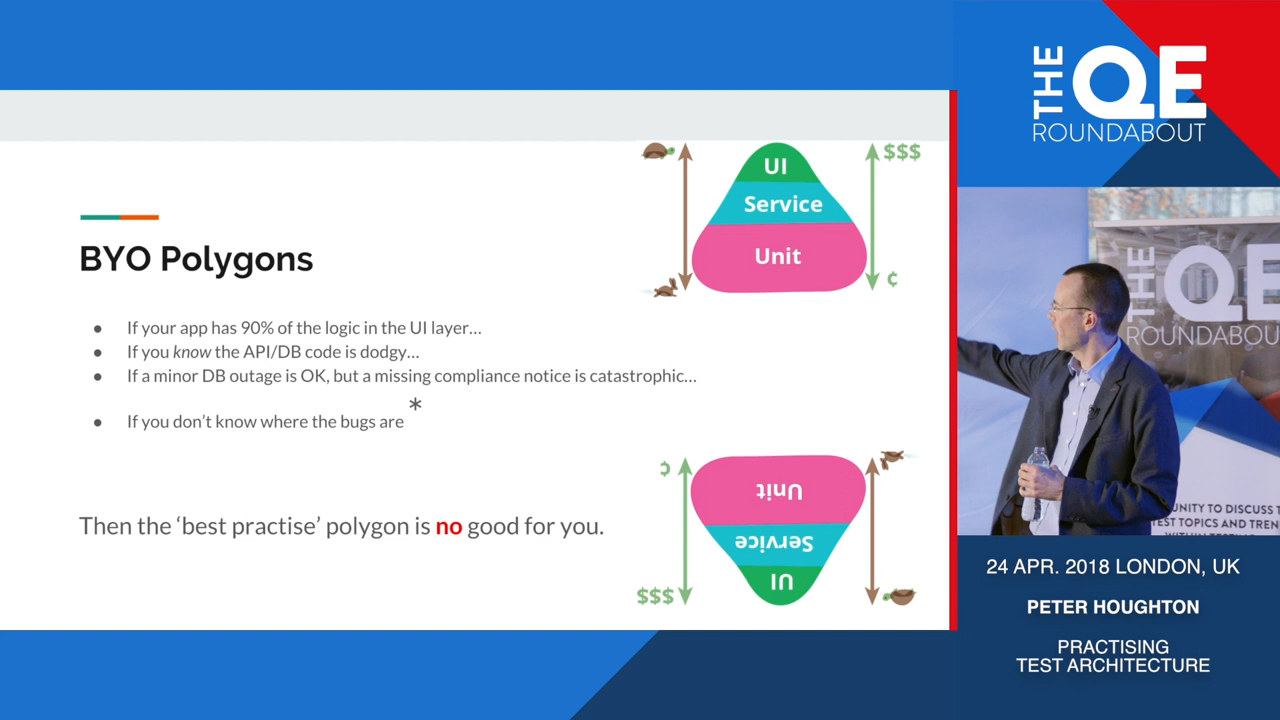 BYO Polygons
● If your app has 90% of the logic in the UI layer...
● If you know the API/DB code is dodgy...
● If a minor DB outage is OK, but a missing compliance notice is catastrophic...
● If you don't know where the bugs are *
Then the 'best practise' polygon is no good for you.
UI
$$$
Service
Unit
¢
¢
Unit
Service
UI
$$$
THE QE
ROUNDABOUT
THE QE
ROUNDABOU
UNITY TO DISCUSS T
TEST TOPICS AND TREN
24 APR. 2018 LONDON, UK
PETER HOUGHTON
PRACTISING
TEST ARCHITECTURE